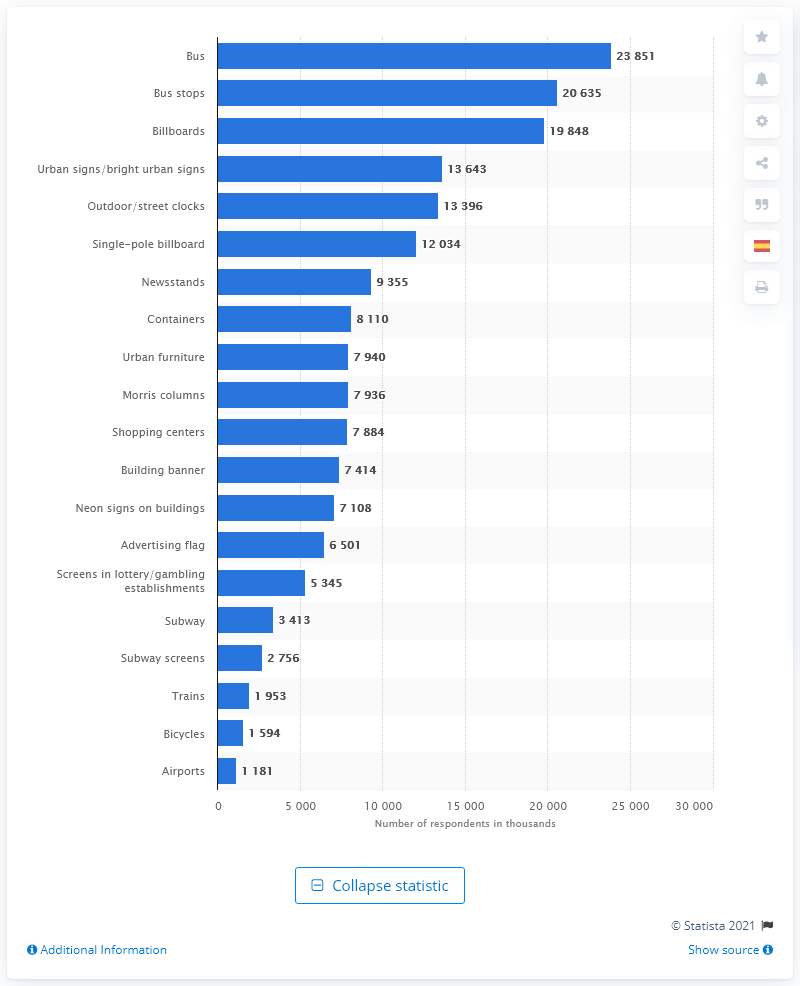 Bus
23 851
Bus stops
20 635
Billboards
19 848
Urban signs/bright urban signs
13 643
Outdoor/street clocks
13 396
Single-pole billboard
12 034
Newsstands
9 355
Containers
8 110
Urban furniture
7 940
Morris columns
7 936
Shopping centers
7 884
Building banner
7 414
Neon signs on buildings
7 108
Advertising flag
6 501
Screens in lottery/gambling
establishments
5 345
Subway
3 413
Subway screens
2 756
Trains
1 953
Bicycles
1 594
Airports
1 181
0 5 000 10 000 15 000 20 000 25 000 30 000
Number of respondents in thousands
Collapse statistic
© Statista 2021
Additional Information
Show source